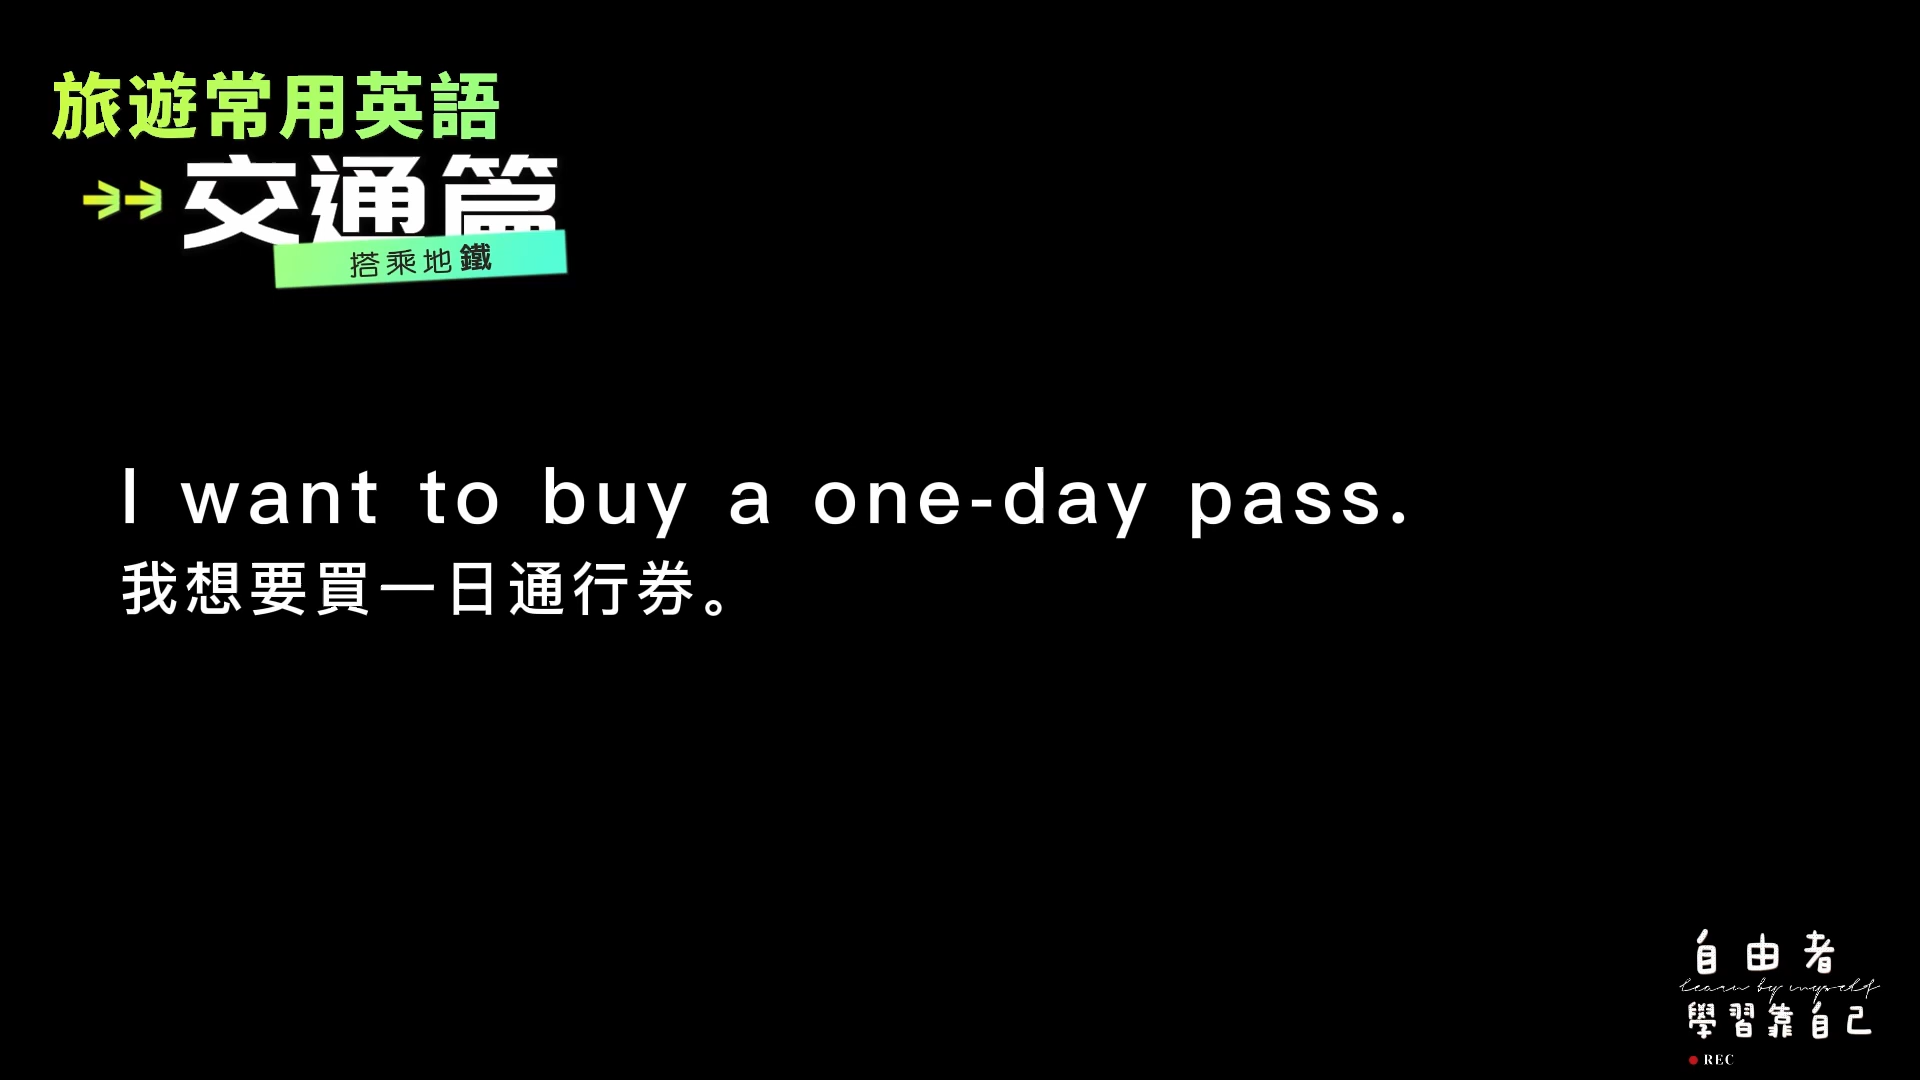 旅遊常用英語
交通篇
搭乘地鐵
I want to buy a one-day pass.
我想要買一日通行券。
自由者
learn by myself
學習靠自己
REC